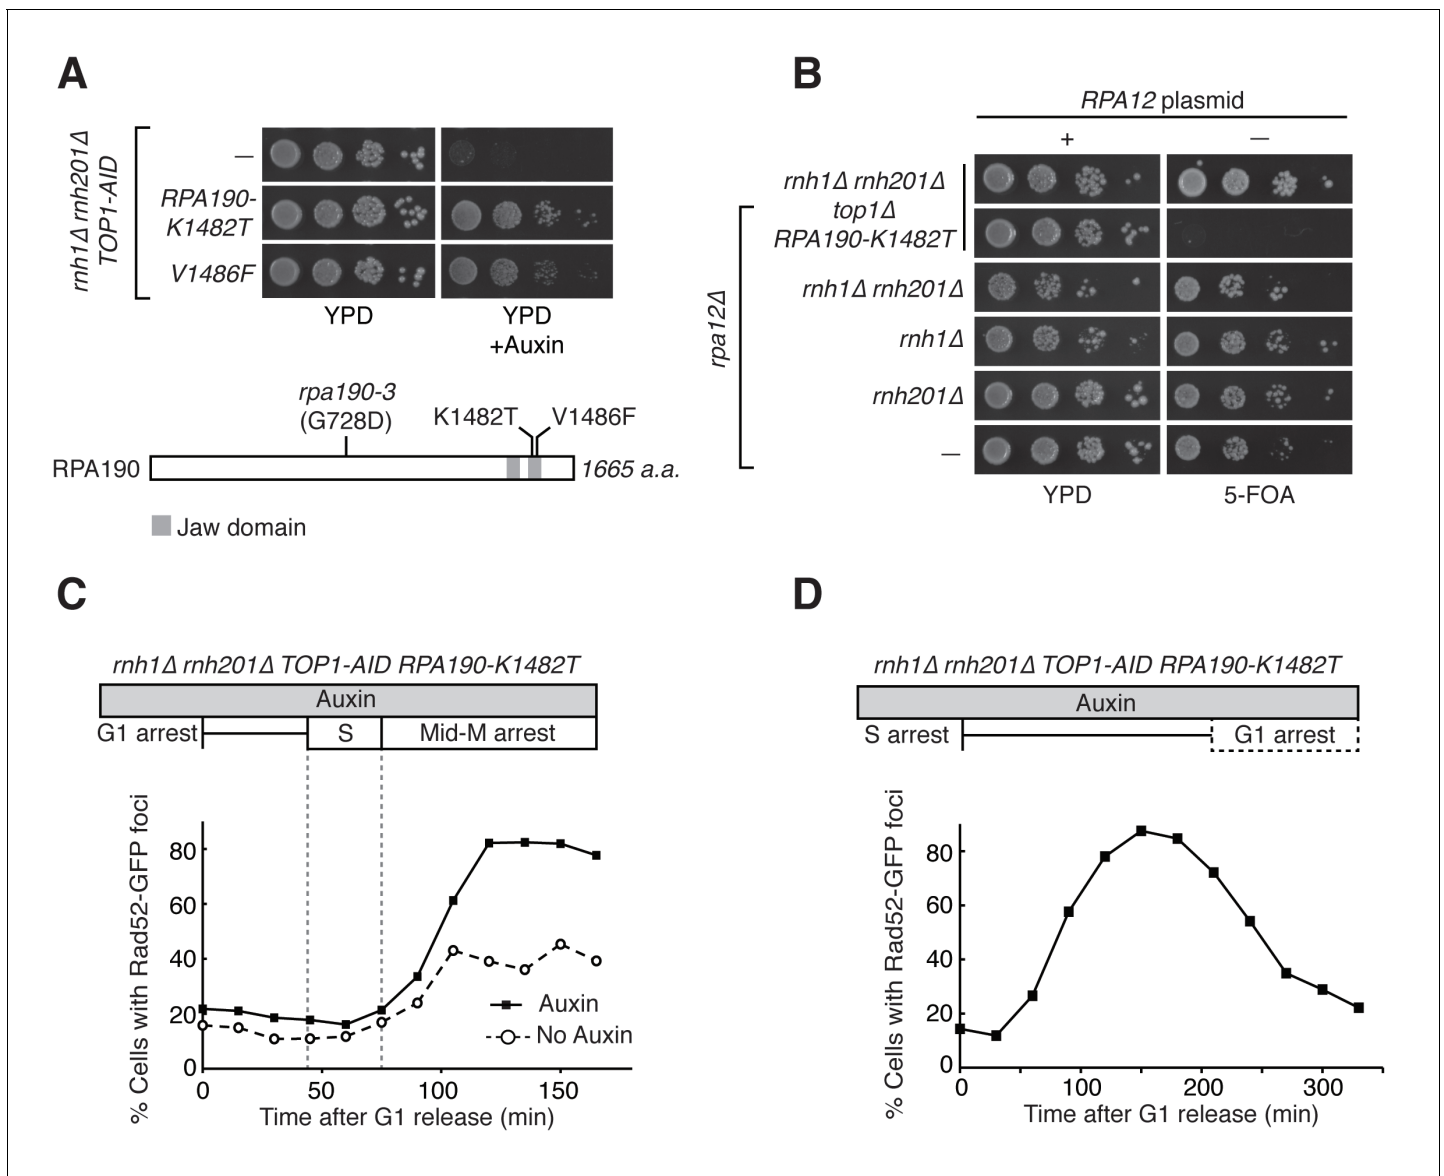 A
rnh1Δ rnh201Δ
TOP1-AID
—
RPA190-
K1482T
V1486F
YPD
YPD
+Auxin
rpa190-3
(G728D)
K1482T
V1486F
RPA190
1665 a.a.
Jaw domain
B
RPA12 plasmid
+
—
rnh1Δ rnh201Δ
top1Δ
RPA190-K1482T
rnh1Δ rnh201Δ
rnh1Δ
rnh201Δ
—
rpa12Δ
YPD
5-FOA
C
rnh1Δ rnh201Δ TOP1-AID RPA190-K1482T
Auxin
G1 arrest
S
Mid-M arrest
% Cells with Rad52-GFP foci
80
60
40
20
0
Auxin
No Auxin
0
50
100
150
Time after G1 release (min)
D
rnh1Δ rnh201Δ TOP1-AID RPA190-K1482T
Auxin
S arrest
G1 arrest
% Cells with Rad52-GFP foci
80
60
40
20
0
0
100
200
300
Time after G1 release (min)